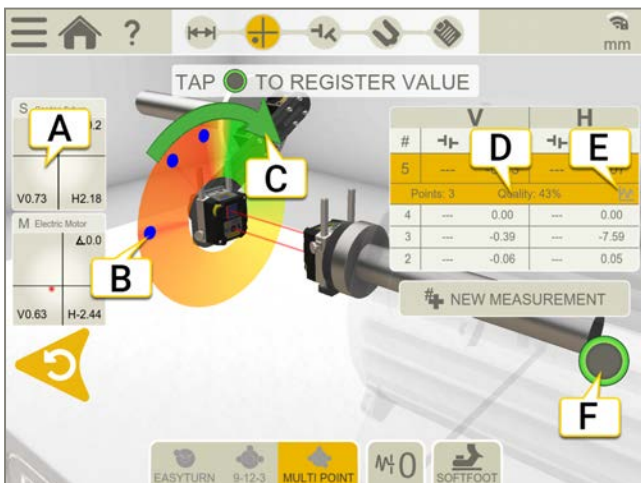 ?
mm
TAP TO REGISTER VALUE
S
A
V0.73 H2.18
M Electric Motor
0.0
V0.63 H-2.44
B
C
V H
#
D
E
5 --- ---
Points: 3 Quality: 43%
4 --- 0.00 --- 0.00
3 --- -0.39 --- -7.59
2 --- -0.06 --- 0.05
# NEW MEASUREMENT
F
EASYTURN 9-12-3 MULTI POINT 0 SOFTFOOT